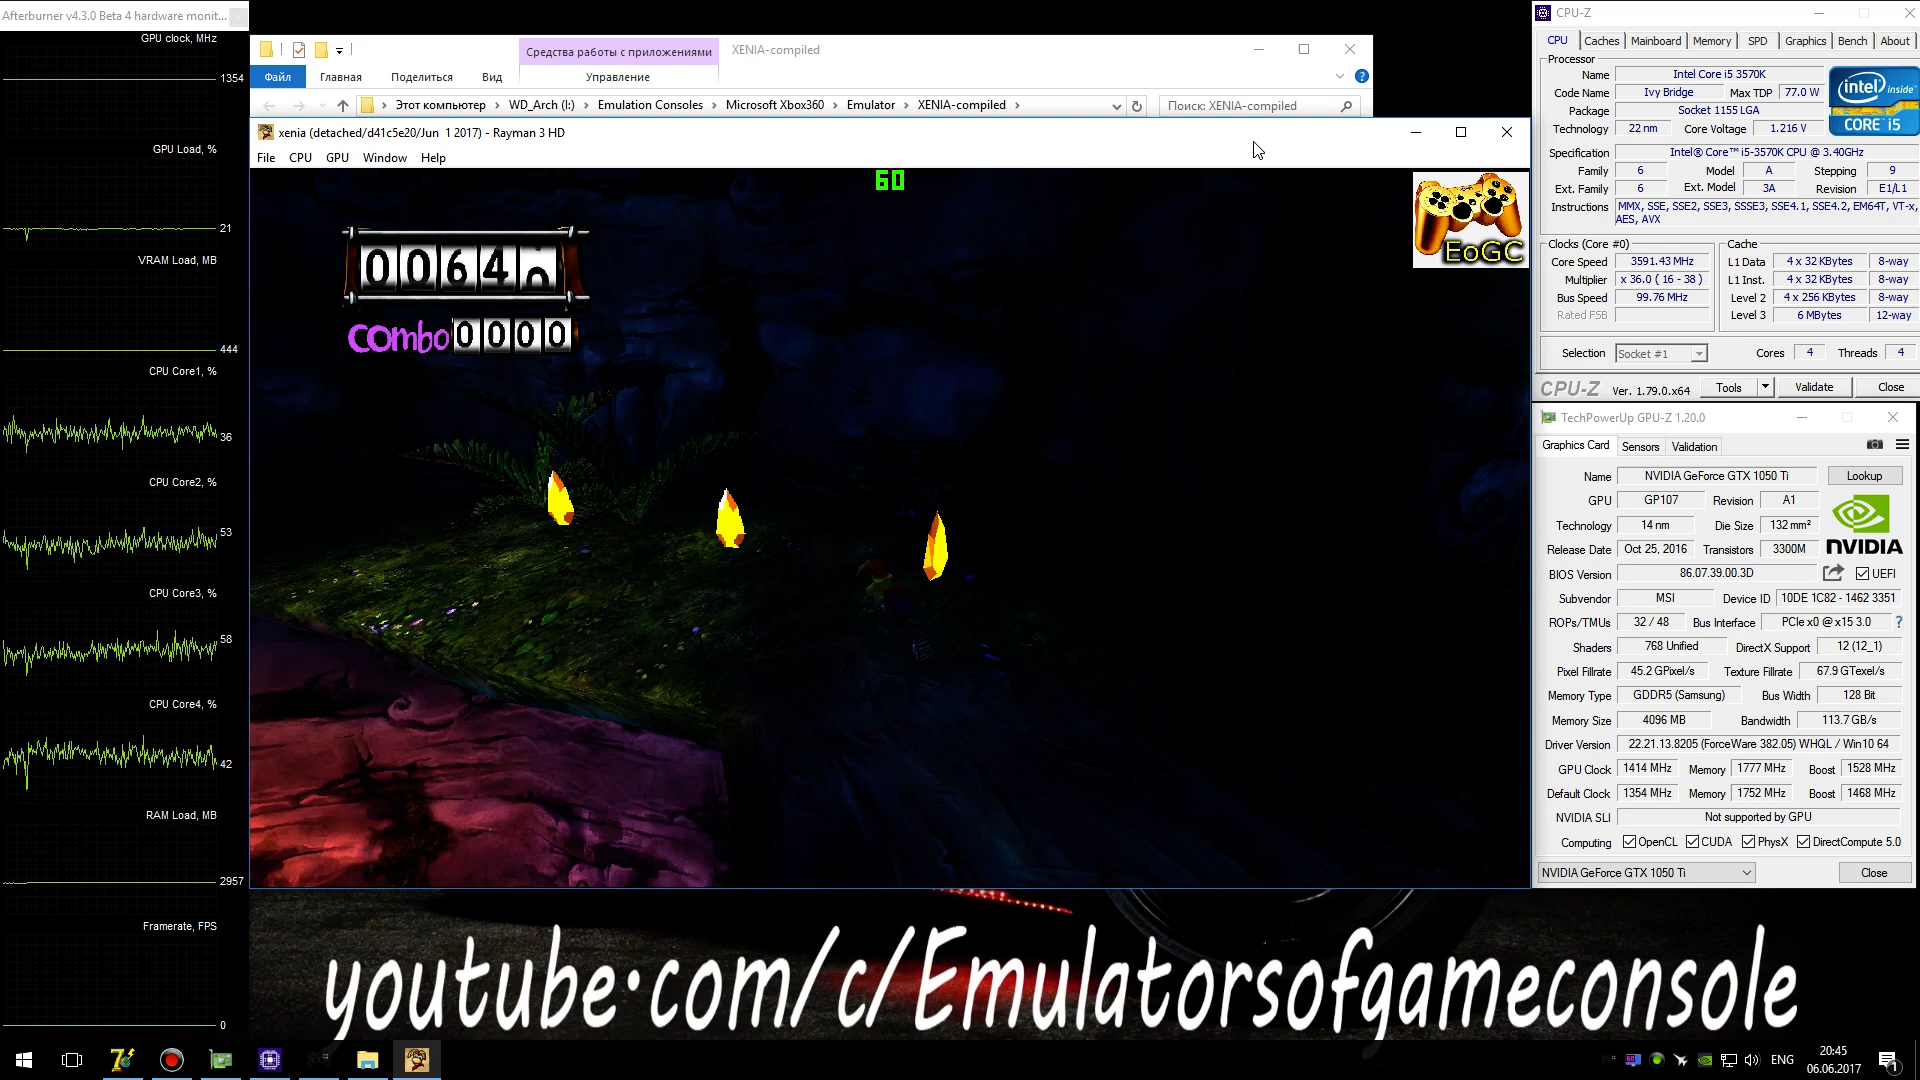 Afterburner v4.3.0 Beta 4 hardware monit...
GPU clock, MHz
1354
GPU Load, %
21
VRAM Load, MB
444
CPU Core1, %
36
CPU Core2, %
53
CPU Core3, %
58
CPU Core4, %
42
RAM Load, MB
2957
Framerate, FPS
0
Средства работы с приложениями
XENIA-compiled
Файл
Главная
Поделиться
Вид
Управление
Этот компьютер > WD_Arch (I:) > Emulation Consoles > Microsoft Xbox360 > Emulator > XENIA-compiled >
Поиск: XENIA-compiled
xenia (detached/d41c5e20/Jun 1 2017) - Rayman 3 HD
File CPU GPU Window Help
60
EoGC
0064
combo 0000
CPU-Z
CPU Caches Mainboard Memory SPD Graphics Bench About
Processor
Name Intel Core i5 3570K
Code Name Ivy Bridge Max TDP 77.0 W
Package Socket 1155 LGA
Technology 22 nm Core Voltage 1.216 V
intel inside™
CORE i5
Specification Intel® Core™ i5-3570K CPU @ 3.40GHz
Family 6 Model A Stepping 9
Ext. Family 6 Ext. Model 3A Revision E1/L1
Instructions MMX, SSE, SSE2, SSE3, SSSE3, SSE4.1, SSE4.2, EM64T, VT-x,
AES, AVX
Clocks (Core #0)
Core Speed 3591.43 MHz
Multiplier x 36.0 ( 16 - 38 )
Bus Speed 99.76 MHz
Rated FSB
Cache
L1 Data 4 x 32 KBytes 8-way
L1 Inst. 4 x 32 KBytes 8-way
Level 2 4 x 256 KBytes 8-way
Level 3 6 MBytes 12-way
Selection Socket #1 Cores 4 Threads 4
CPU-Z Ver. 1.79.0.x64 Tools Validate Close
TechPowerUp GPU-Z 1.20.0
Graphics Card Sensors Validation
Name NVIDIA GeForce GTX 1050 Ti Lookup
GPU GP107 Revision A1
Technology 14 nm Die Size 132 mm²
Release Date Oct 25, 2016 Transistors 3300M
NVIDIA
BIOS Version 86.07.39.00.3D UEFI
Subvendor MSI Device ID 10DE 1C82 - 1462 3351
ROPs/TMUs 32 / 48 Bus Interface PCIe x0 @ x15 3.0 ?
Shaders 768 Unified DirectX Support 12 (12_1)
Pixel Fillrate 45.2 GPixel/s Texture Fillrate 67.9 GTexel/s
Memory Type GDDR5 (Samsung) Bus Width 128 Bit
Memory Size 4096 MB Bandwidth 113.7 GB/s
Driver Version 22.21.13.8205 (ForceWare 382.05) WHQL / Win10 64
GPU Clock 1414 MHz Memory 1777 MHz Boost 1528 MHz
Default Clock 1354 MHz Memory 1752 MHz Boost 1468 MHz
NVIDIA SLI Not supported by GPU
Computing OpenCL CUDA PhysX DirectCompute 5.0
NVIDIA GeForce GTX 1050 Ti Close
youtube.com/c/Emulatorsofgameconsole
ENG
20:45
06.06.2017
1